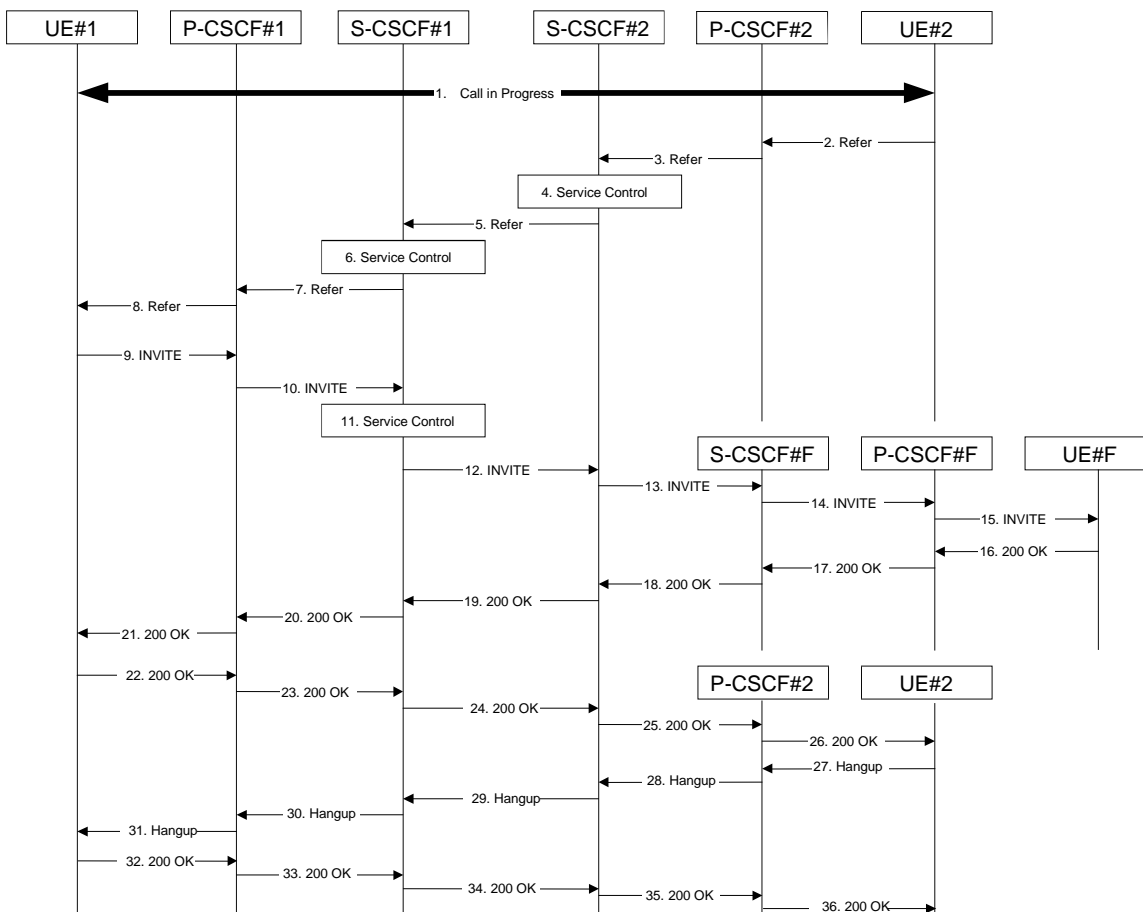 UE#1
P-CSCF#1
S-CSCF#1
S-CSCF#2
P-CSCF#2
UE#2
1. Call in Progress
2. Refer
3. Refer
4. Service Control
5. Refer
6. Service Control
7. Refer
8. Refer
9. INVITE
10. INVITE
11. Service Control
S-CSCF#F
P-CSCF#F
UE#F
12. INVITE
13. INVITE
14. INVITE
15. INVITE
16. 200 OK
17. 200 OK
18. 200 OK
19. 200 OK
20. 200 OK
21. 200 OK
22. 200 OK
23. 200 OK
P-CSCF#2
UE#2
24. 200 OK
25. 200 OK
26. 200 OK
27. Hangup
28. Hangup
29. Hangup
30. Hangup
31. Hangup
32. 200 OK
33. 200 OK
34. 200 OK
35. 200 OK
36. 200 OK